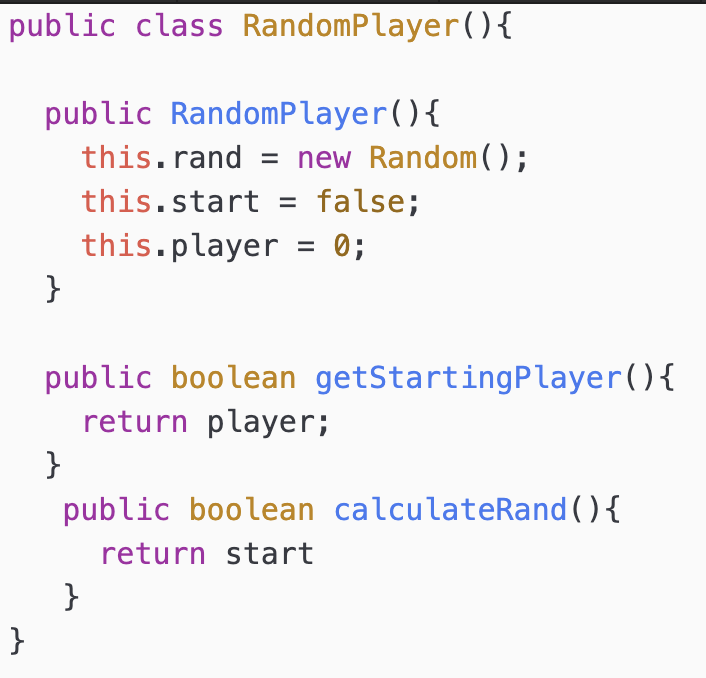 public class RandomPlayer(){
public RandomPlayer(){
this.rand = new Random();
this.start = false;
this.player = 0;
}
public boolean getStartingPlayer(){
return player;
}
public boolean calculateRand(){
return start
}
}